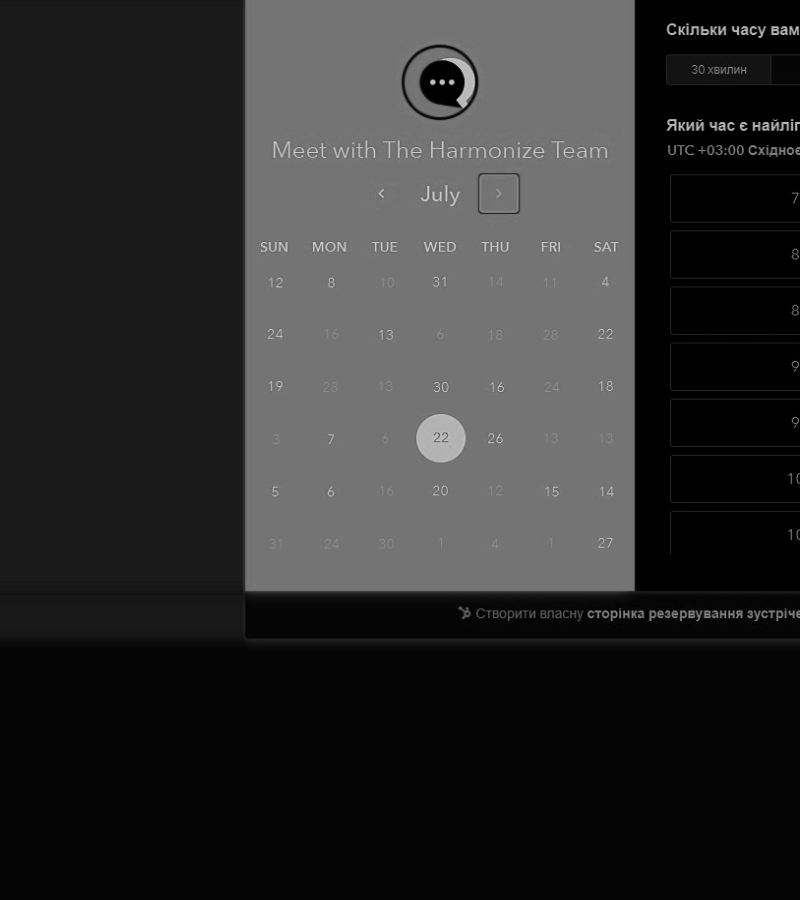 Meet with The Harmonize Team
July
SUN MON TUE WED THU FRI SAT
12 8 10 31 14 11 4
24 16 13 6 18 28 22
19 28 13 30 16 24 18
3 7 6 22 26 13 13
5 6 16 20 12 15 14
31 24 30 1 4 1 27
Скільки часу вам
30 хвилин
Який час є найліп
UTC +03:00 Східноє
7
8
8
9
9
10
10
Створити власну сторінка резервування зустріче